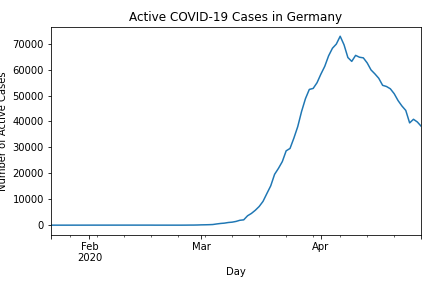 Active COVID-19 Cases in Germany
70000
60000
50000
40000
30000
20000
10000
0
Number of Active Cases
Feb
2020
Mar
Apr
Day